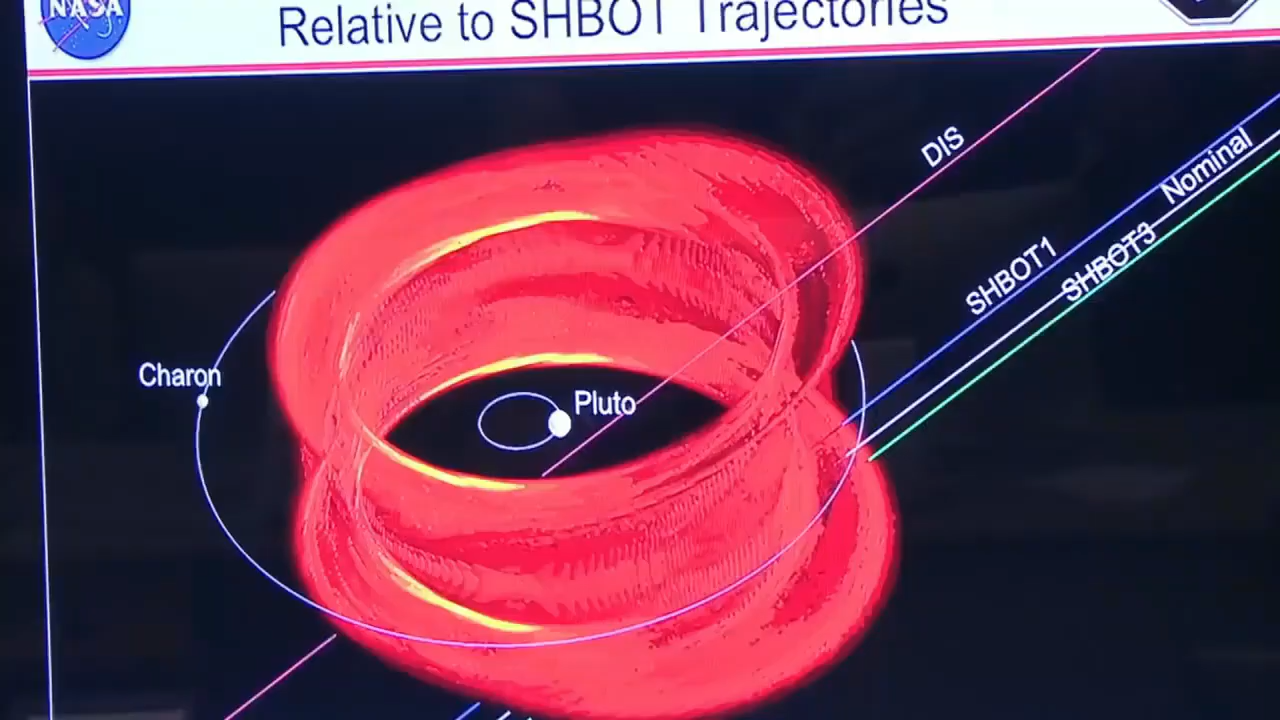 NASA
Relative to SHBOT Trajectories
DIS
Nominal
SHBOT1
SHBOT3
Charon
Pluto